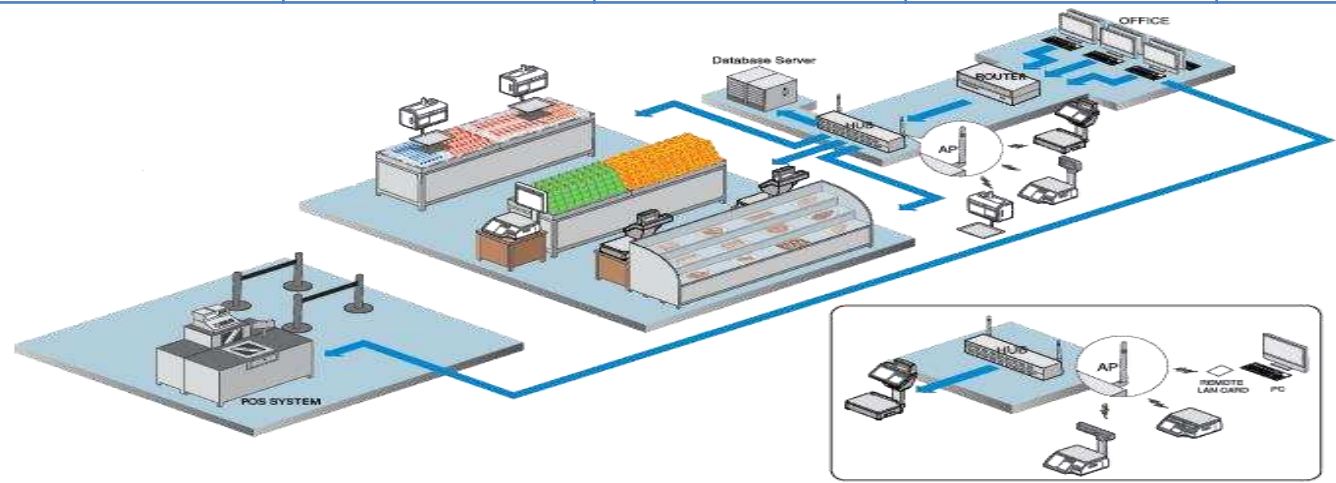 OFFICE
Database Server
ROUTER
HUB
AP
POS SYSTEM
HUB
AP
REMOTE
LAN CARD
PC